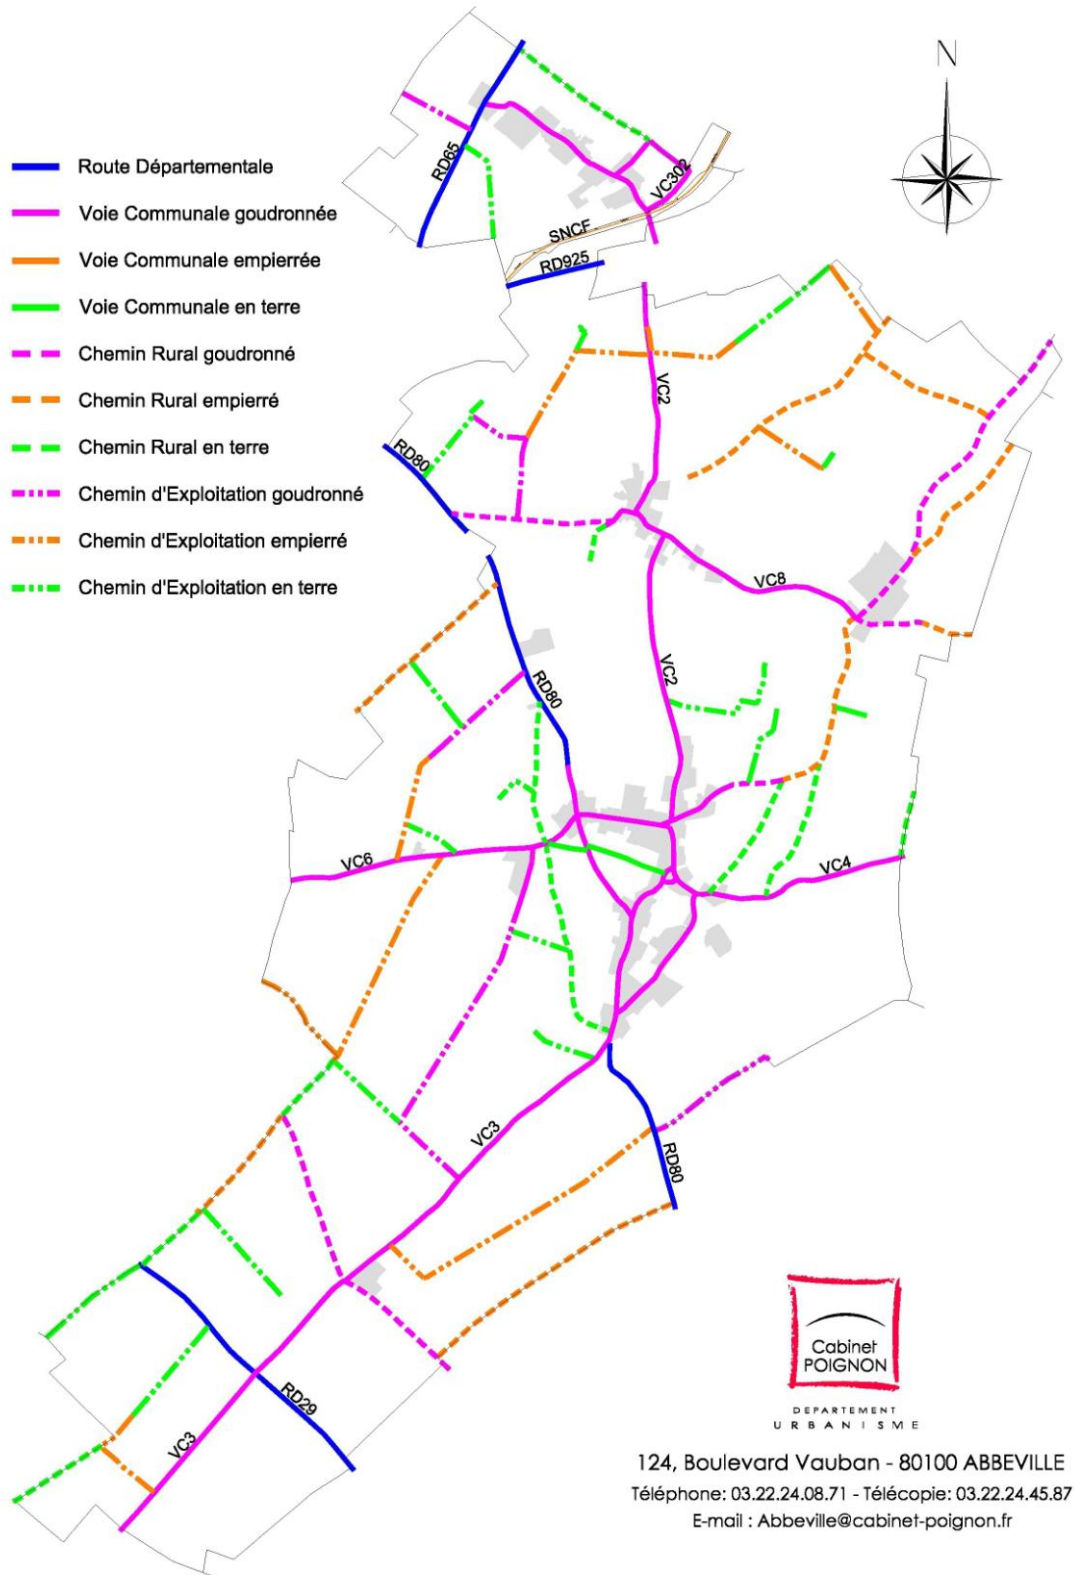 N
Route Départementale
Voie Communale goudronnée
Voie Communale empierrée
Voie Communale en terre
Chemin Rural goudronné
Chemin Rural empierré
Chemin Rural en terre
Chemin d'Exploitation goudronné
Chemin d'Exploitation empierré
Chemin d'Exploitation en terre
RD65
VC302
SNCF
RD925
VC2
RD80
VC8
VC2
RD80
VC6
VC4
VC3
RD80
RD29
VC3
Cabinet
POIGNON
DEPARTEMENT
URBANISME
124, Boulevard Vauban - 80100 ABBEVILLE
Téléphone: 03.22.24.08.71 - Télécopie: 03.22.24.45.87
E-mail : Abbeville@cabinet-poignon.fr